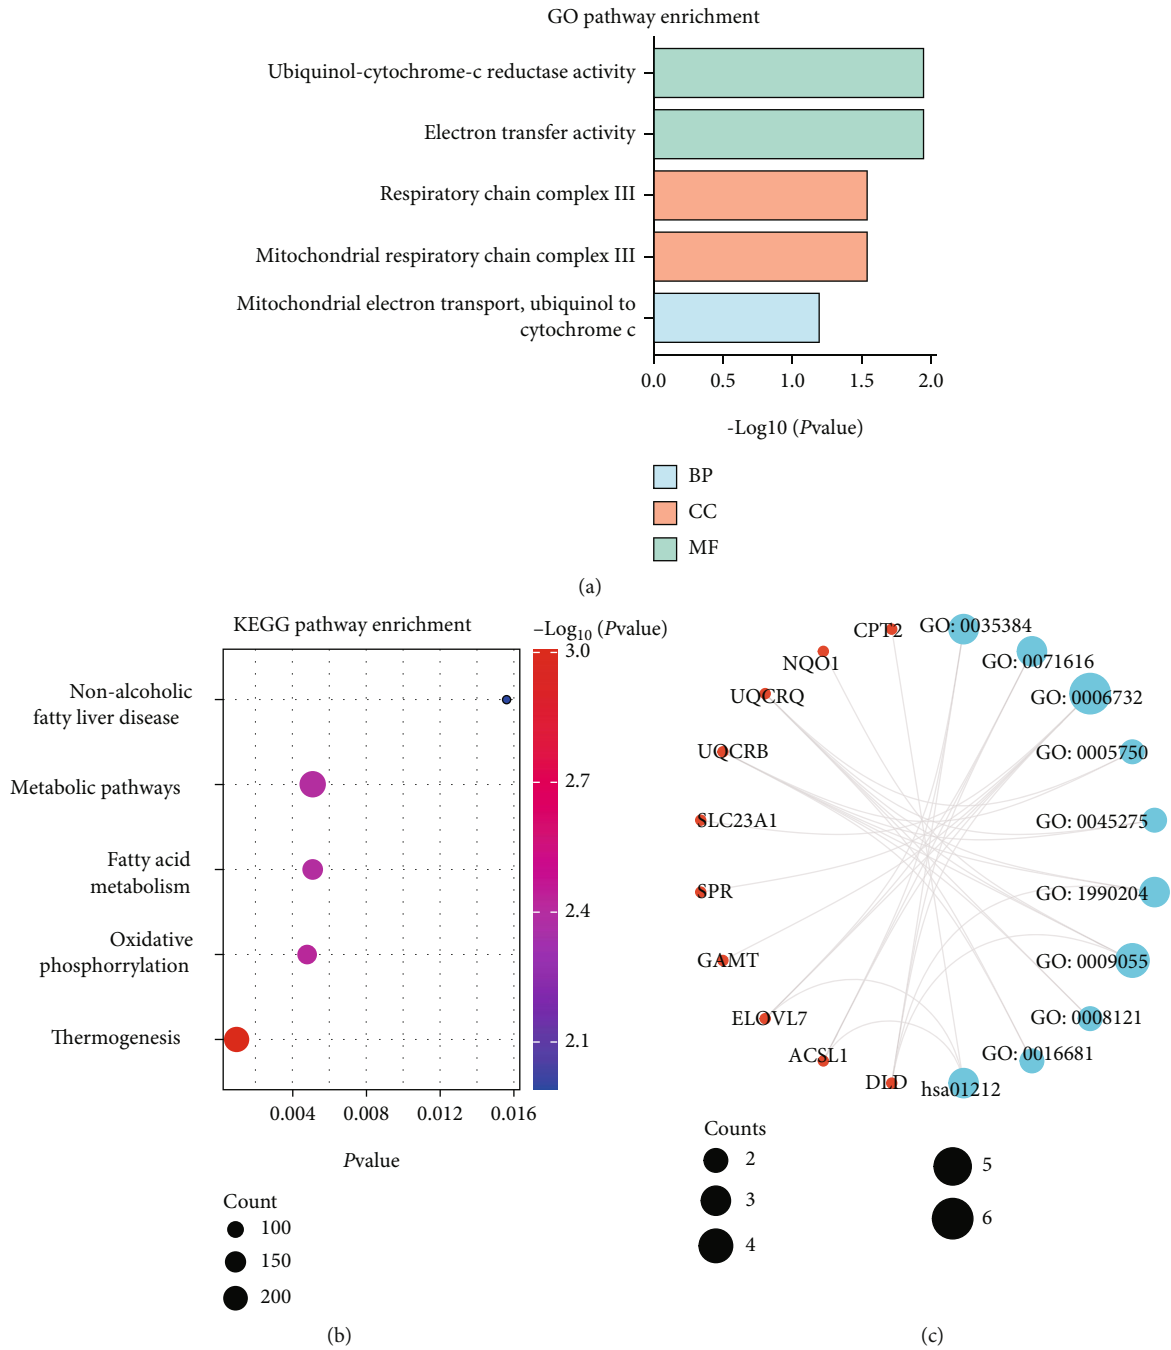 GO pathway enrichment
Ubiquinol-cytochrome-c reductase activity
Electron transfer activity
Respiratory chain complex III
Mitochondrial respiratory chain complex III
Mitochondrial electron transport, ubiquinol to
cytochrome c
0.0 0.5 1.0 1.5 2.0
-Log10 (Pvalue)
BP
CC
MF
(a)
KEGG pathway enrichment
Non-alcoholic
fatty liver disease
Metabolic pathways
Fatty acid
metabolism
Oxidative
phosphorrylation
Thermogenesis
0.004 0.008 0.012 0.016
Pvalue
–Log10 (Pvalue)
3.0
2.7
2.4
2.1
Count
100
150
200
(b)
CPT2
NQO1
UQCRQ
UQCRB
SLC23A1
SPR
GAMT
ELOVL7
ACSL1
DLD
GO: 0035384
GO: 0071616
GO: 0006732
GO: 0005750
GO: 0045275
GO: 1990204
GO: 0009055
GO: 0008121
GO: 0016681
hsa01212
Counts
2
3
4
5
6
(c)